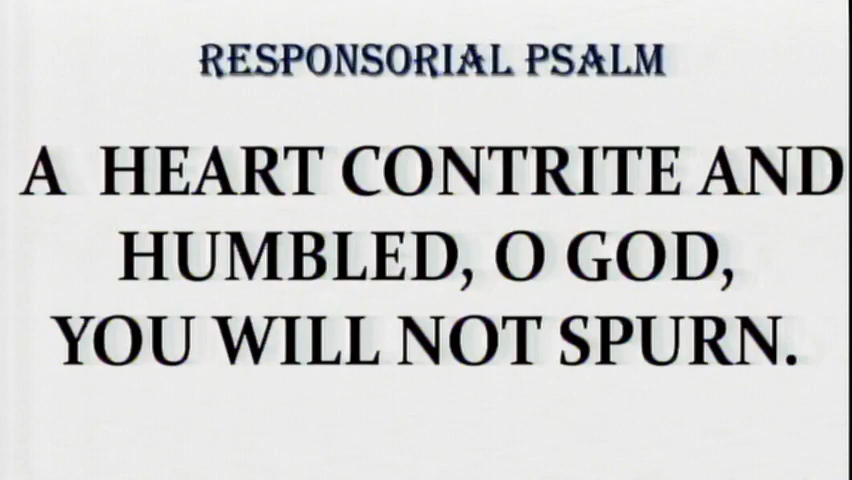 RESPONSORIAL PSALM
A HEART CONTRITE AND
HUMBLED, O GOD,
YOU WILL NOT SPURN.